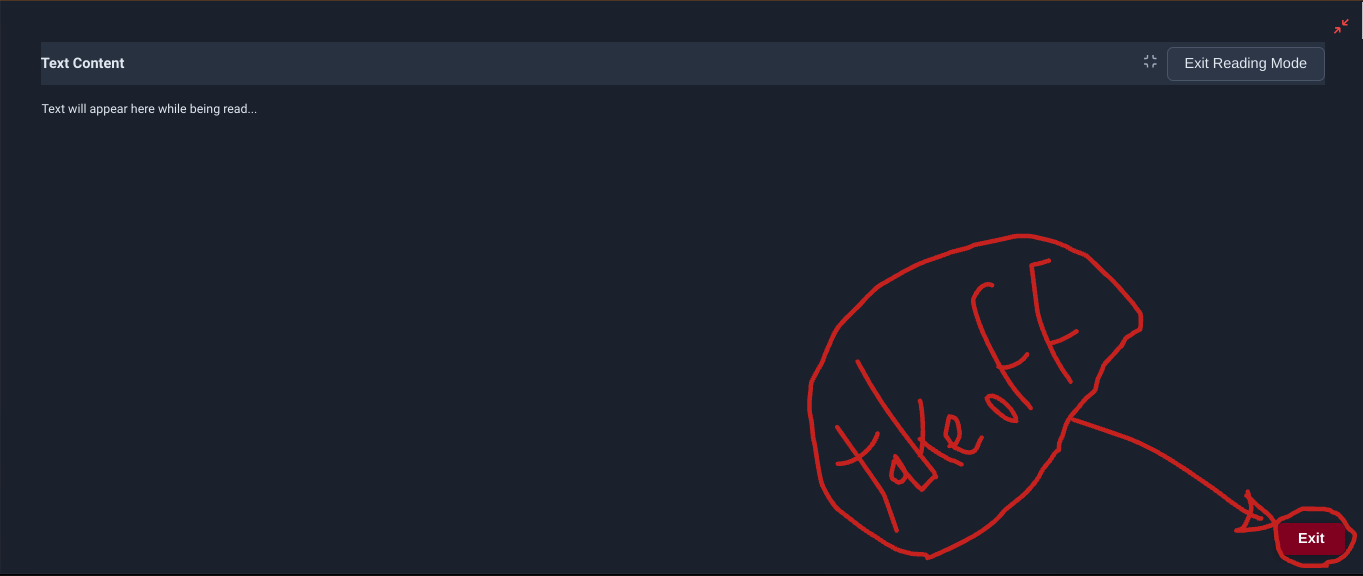 Text Content
Exit Reading Mode
Text will appear here while being read...
take off
Exit